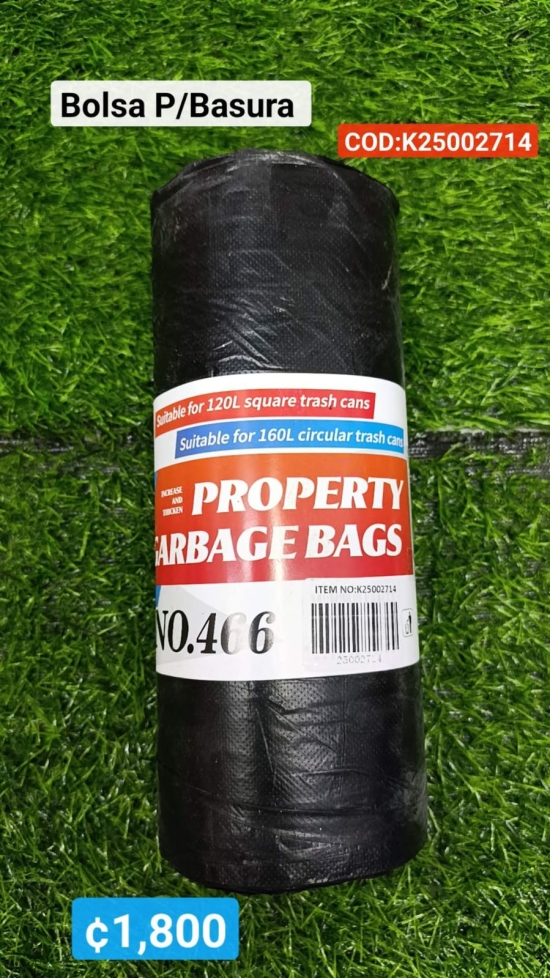 Bolsa P/Basura
COD:K25002714
Suitable for 120L square trash cans
Suitable for 160L circular trash cans
INCREASE
AND
THICKEN
PROPERTY
GARBAGE BAGS
ITEM NO:K25002714
NO.466
25002714
¢1,800